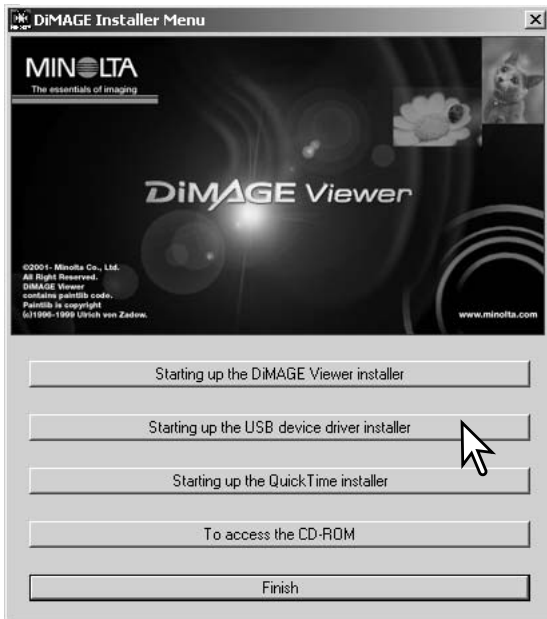 DiMAGE Installer Menu
MINOLTA
The essentials of imaging
DiMAGE Viewer
©2001- Minolta Co., Ltd.
All Right Reserved.
DiMAGE Viewer
contains paintlib code.
Paintlib is copyright
(c)1996-1999 Ulrich von Zadow.
www.minolta.com
Starting up the DiMAGE Viewer installer
Starting up the USB device driver installer
Starting up the QuickTime installer
To access the CD-ROM
Finish